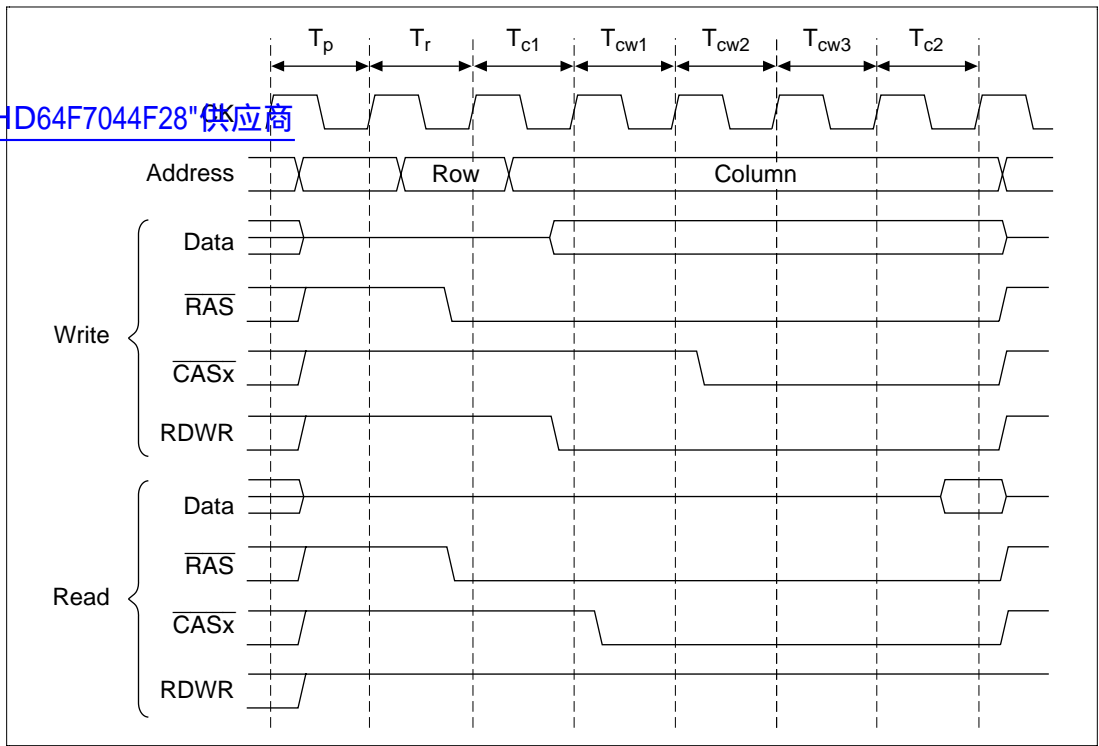 Tp Tr Tc1 Tcw1 Tcw2 Tcw3 Tc2
HD64F7044F28"供应商
CK
Address Row Column
Write
Data
RAS
CASx
RDWR
Read
Data
RAS
CASx
RDWR